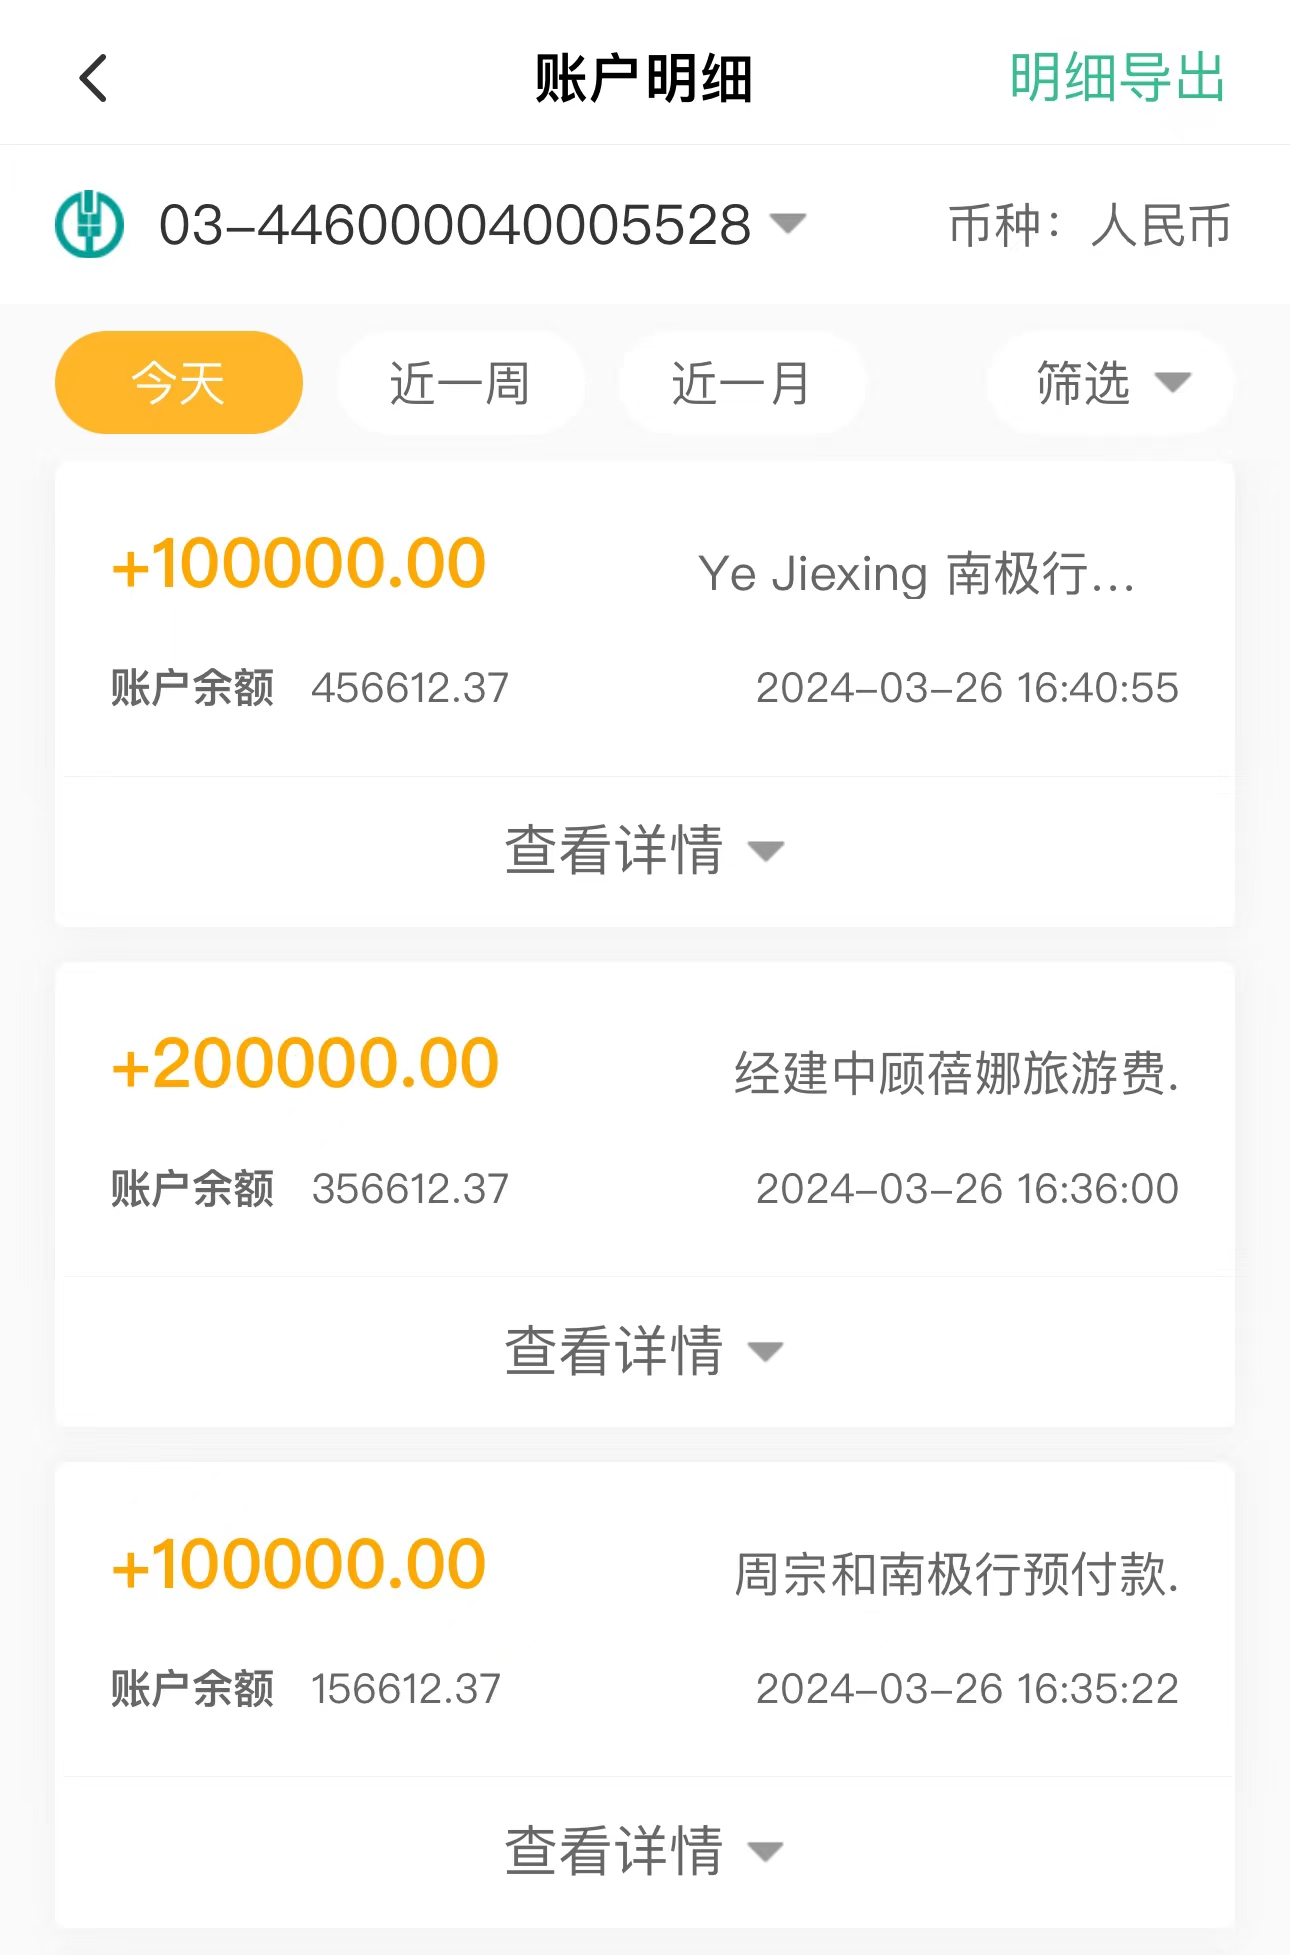 账户明细 明细导出
03-446000040005528 币种：人民币
今天 近一周 近一月 筛选
+100000.00 Ye Jiexing 南极行...
账户余额 456612.37 2024-03-26 16:40:55
查看详情
+200000.00 经建中顾蓓娜旅游费.
账户余额 356612.37 2024-03-26 16:36:00
查看详情
+100000.00 周宗和南极行预付款.
账户余额 156612.37 2024-03-26 16:35:22
查看详情